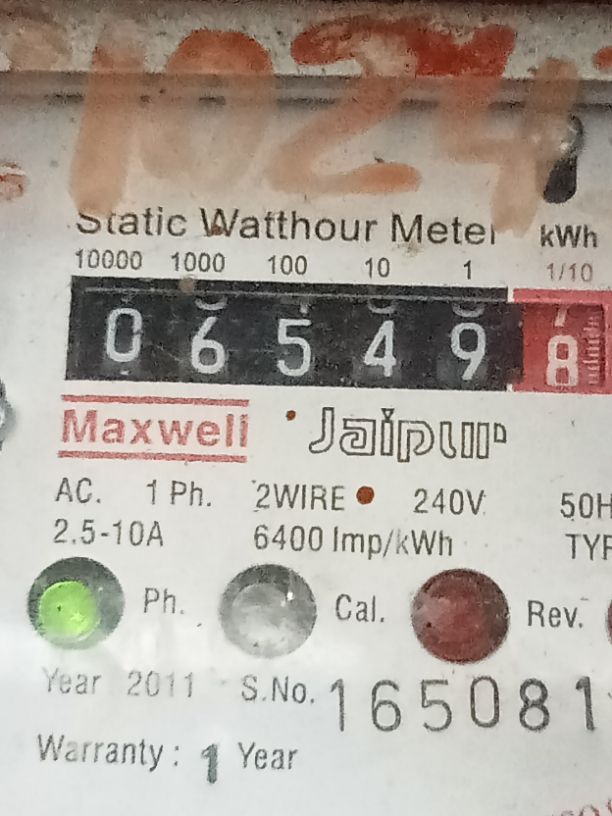 1024
Static Watthour Meter kWh
10000 1000 100 10 1 1/10
0 6 5 4 9 8
Maxwell Jaipur
AC. 1 Ph. 2WIRE 240V 50H
2.5-10A 6400 Imp/kWh TYP
Ph. Cal. Rev.
Year 2011 S.No. 165081
Warranty : 1 Year